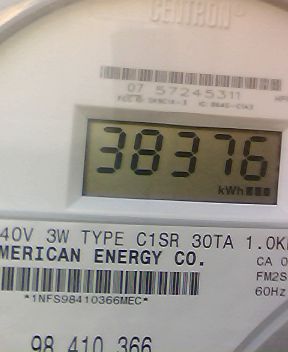 CENTRON®
07 57245311
38376
kWh
40V 3W TYPE C1SR 30TA 1.0K
MERICAN ENERGY CO.
CA 0
FM2S
*1NFS98410366MEC*
60Hz
98 410 366